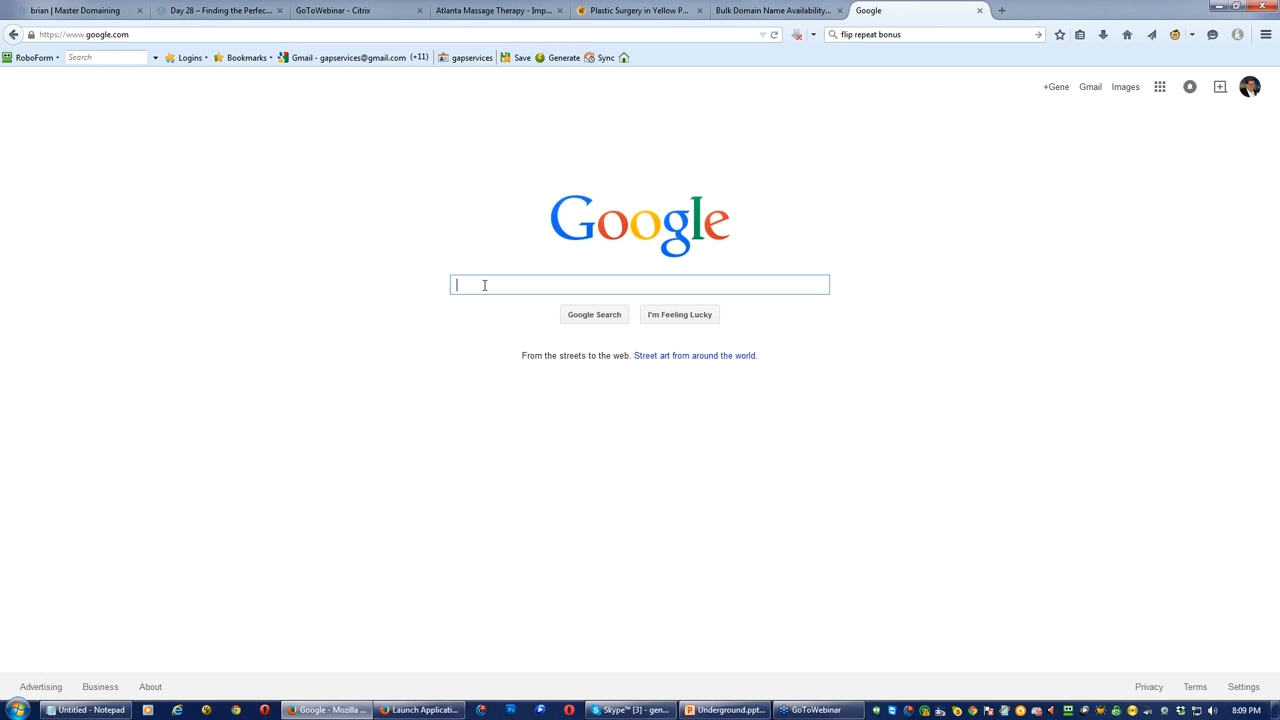 brian | Master Domaining
Day 28 – Finding the Perfec...
GoToWebinar - Citrix
Atlanta Massage Therapy - Imp...
Plastic Surgery in Yellow P...
Bulk Domain Name Availability...
Google
https://www.google.com
flip repeat bonus
RoboForm
Search
Logins
Bookmarks
Gmail - gapservices@gmail.com (+11)
gapservices
Save
Generate
Sync
+Gene
Gmail
Images
Google
Google Search
I'm Feeling Lucky
From the streets to the web. Street art from around the world.
Advertising
Business
About
Privacy
Terms
Settings
Untitled - Notepad
Google - Mozilla ...
Launch Applicati...
Skype™ [3] - gen...
Underground.ppt...
GoToWebinar
8:09 PM